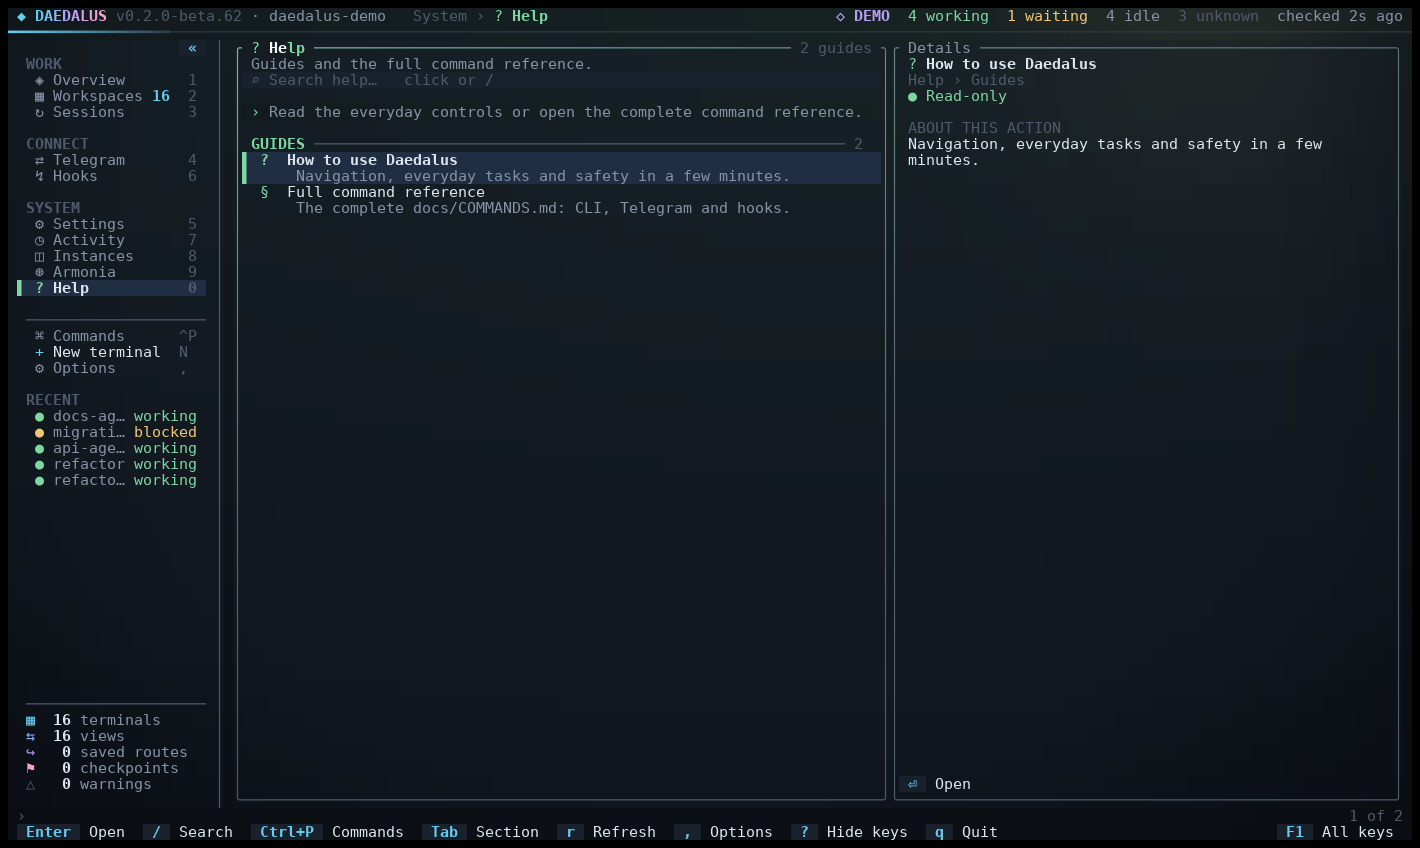 ◆ DAEDALUS v0.2.0-beta.62 · daedalus-demo System › ? Help ◇ DEMO 4 working 1 waiting 4 idle 3 unknown checked 2s ago
«
WORK
◈ Overview 1
▦ Workspaces 16 2
↻ Sessions 3
CONNECT
⇄ Telegram 4
↯ Hooks 6
SYSTEM
⚙ Settings 5
◷ Activity 7
◫ Instances 8
⊛ Armonia 9
? Help 0
⌘ Commands ^P
+ New terminal N
⚙ Options ,
RECENT
● docs-ag… working
● migrati… blocked
● api-age… working
● refactor working
● refacto… working
▦ 16 terminals
⇆ 16 views
↪ 0 saved routes
⚑ 0 checkpoints
△ 0 warnings
? Help 2 guides
Guides and the full command reference.
⌕ Search help… click or /
› Read the everyday controls or open the complete command reference.
GUIDES 2
? How to use Daedalus
Navigation, everyday tasks and safety in a few minutes.
§ Full command reference
The complete docs/COMMANDS.md: CLI, Telegram and hooks.
Details
? How to use Daedalus
Help › Guides
● Read-only
ABOUT THIS ACTION
Navigation, everyday tasks and safety in a few
minutes.
⏎ Open
› 1 of 2
Enter Open / Search Ctrl+P Commands Tab Section r Refresh , Options ? Hide keys q Quit F1 All keys